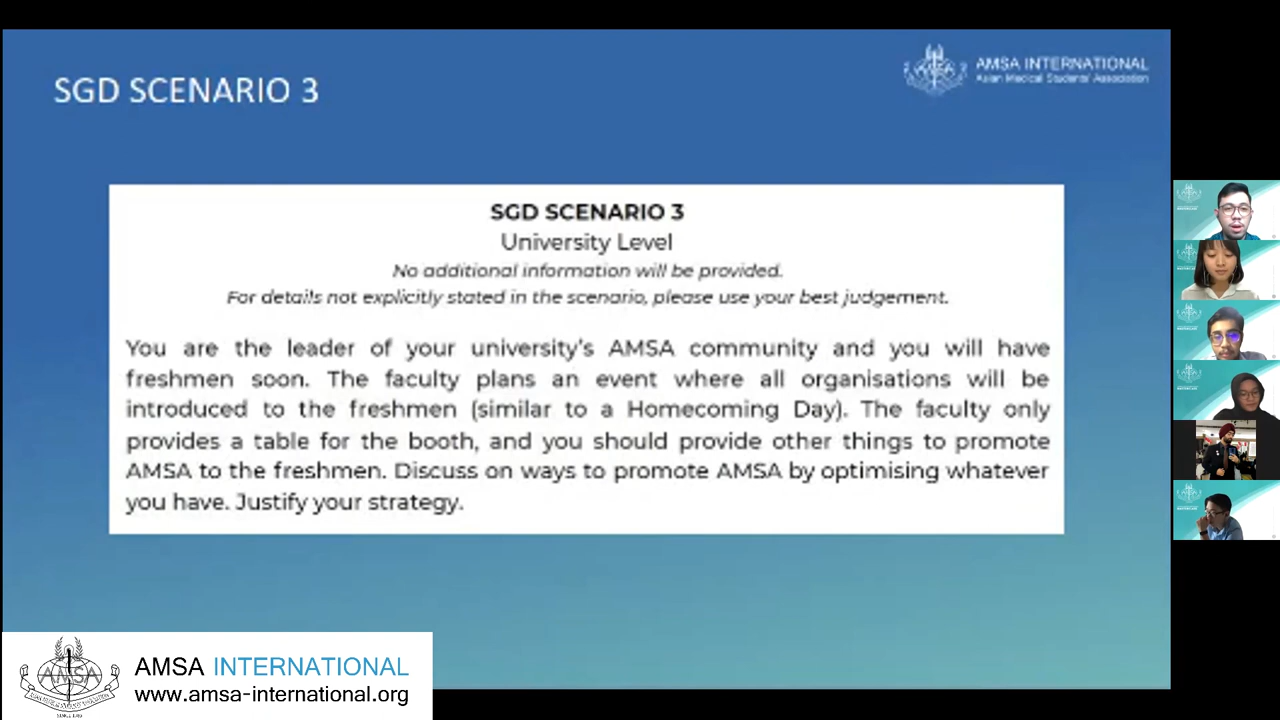 SGD SCENARIO 3
AMSA INTERNATIONAL
Asian Medical Students' Association
SGD SCENARIO 3
University Level
No additional information will be provided.
For details not explicitly stated in the scenario, please use your best judgement.
You are the leader of your university's AMSA community and you will have
freshmen soon. The faculty plans an event where all organisations will be
introduced to the freshmen (similar to a Homecoming Day). The faculty only
provides a table for the booth, and you should provide other things to promote
AMSA to the freshmen. Discuss on ways to promote AMSA by optimising whatever
you have. Justify your strategy.
AMSA
AMSA INTERNATIONAL
www.amsa-international.org